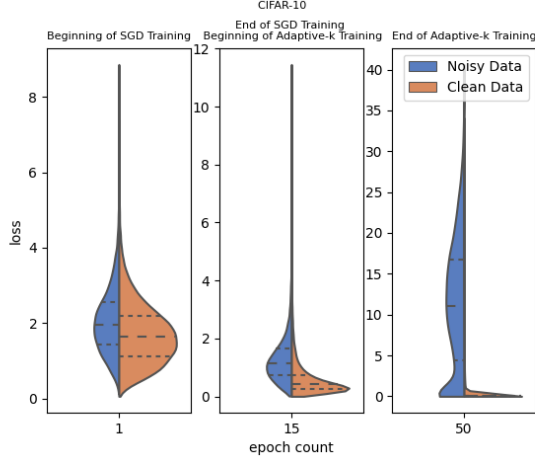 CIFAR-10
Beginning of SGD Training
End of SGD Training
Beginning of Adaptive-k Training
End of Adaptive-k Training
Noisy Data
Clean Data
loss
8
6
4
2
0
12
10
8
6
4
2
0
40
35
30
25
20
15
10
5
0
1
15
50
epoch count